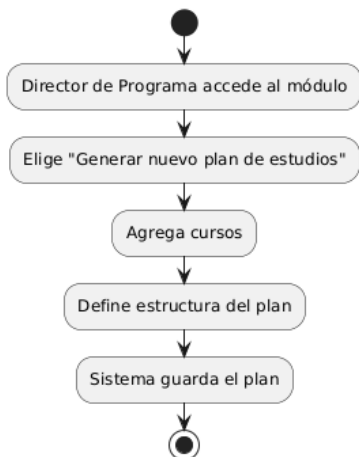 Director de Programa accede al módulo
Elige "Generar nuevo plan de estudios"
Agrega cursos
Define estructura del plan
Sistema guarda el plan